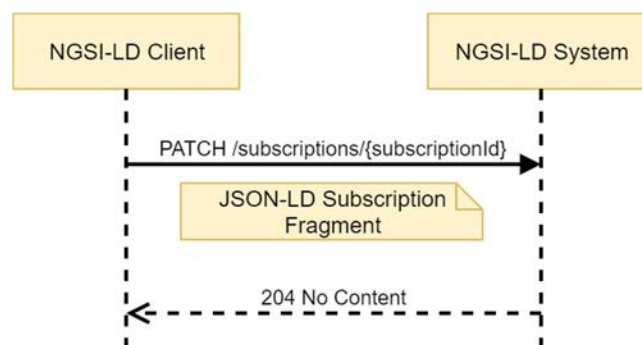 NGSI-LD Client
NGSI-LD System
PATCH /subscriptions/{subscriptionId}
JSON-LD Subscription
Fragment
204 No Content